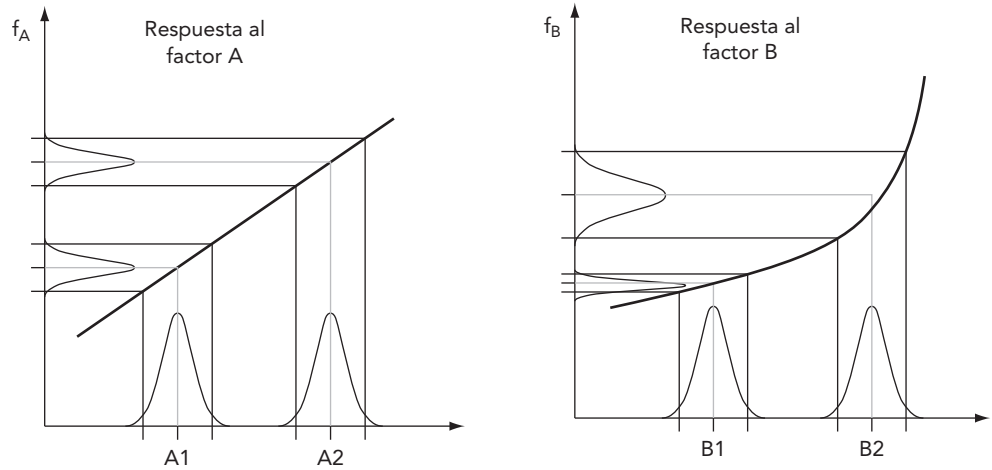 f_A
Respuesta al
factor A
A1
A2
f_B
Respuesta al
factor B
B1
B2